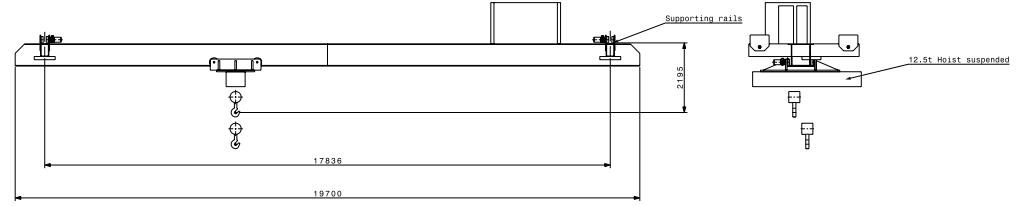 Supporting rails
12.5t Hoist suspended
2195
17836
19700